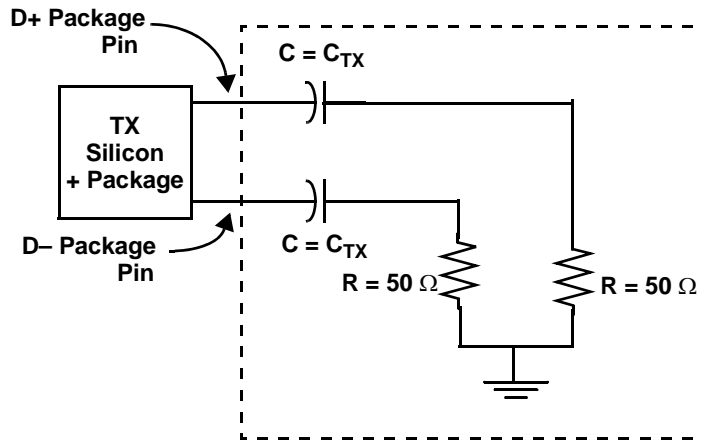 D+ Package
Pin
C = CTX
TX
Silicon
+ Package
D– Package
Pin
C = CTX
R = 50 Ω
R = 50 Ω